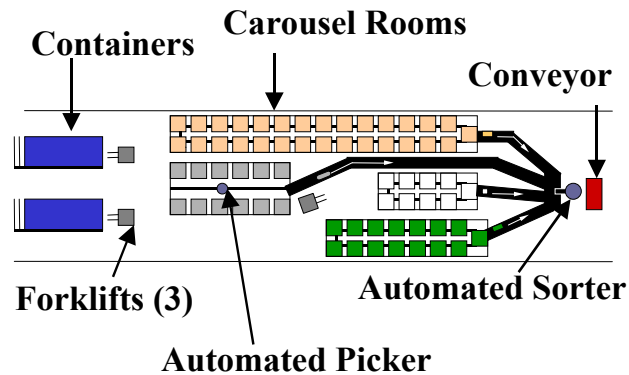 Carousel Rooms
Containers
Conveyor
Forklifts (3)
Automated Sorter
Automated Picker